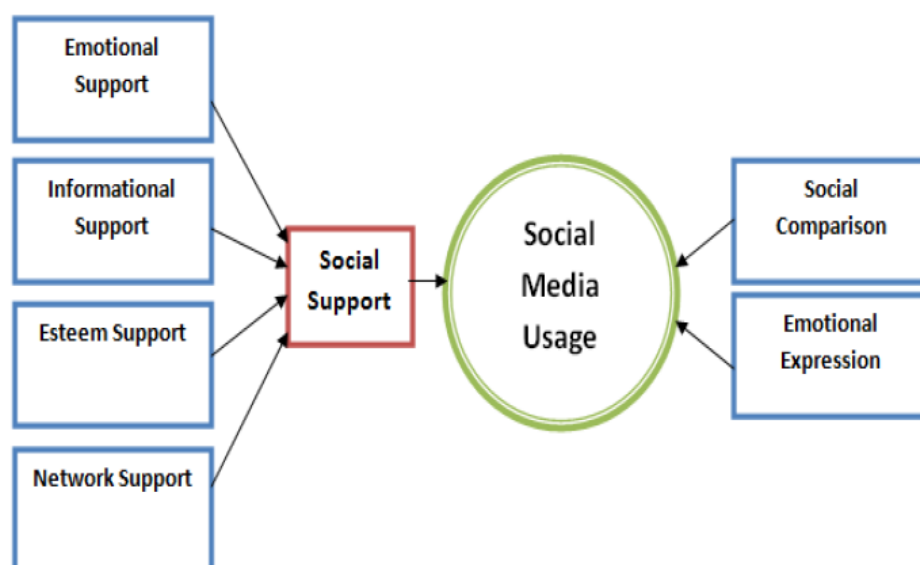 Emotional
Support
Informational
Support
Esteem Support
Network Support
Social
Support
Social
Media
Usage
Social
Comparison
Emotional
Expression